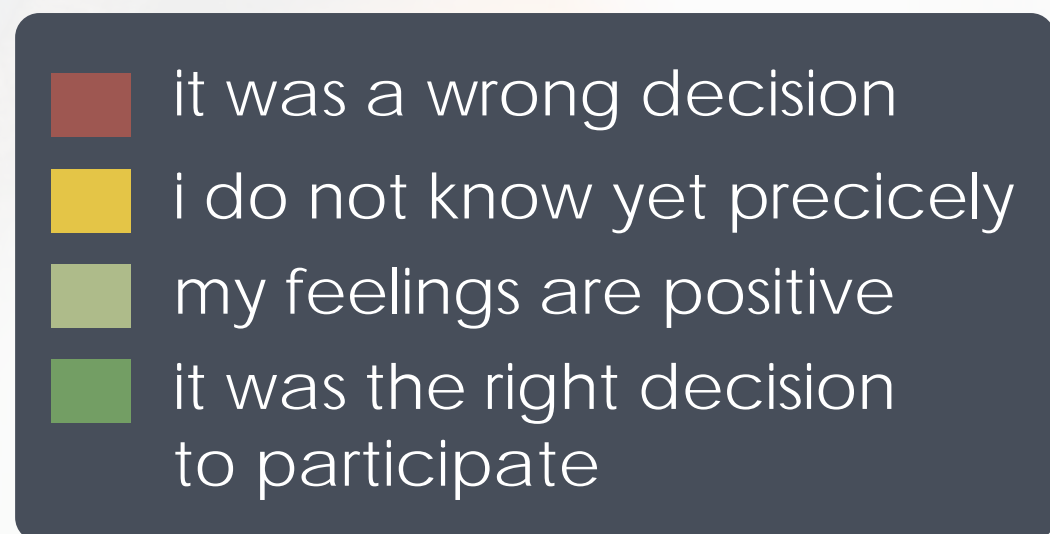 it was a wrong decision
i do not know yet precicely
my feelings are positive
it was the right decision
to participate